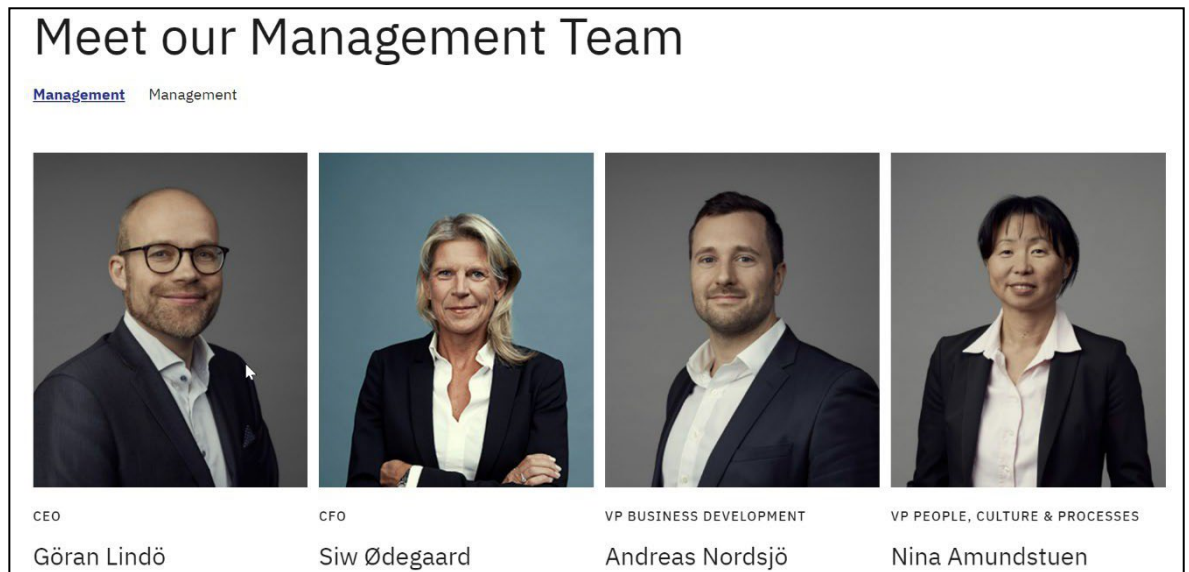 Meet our Management Team
Management Management
CEO
Göran Lindö
CFO
Siw Ødegaard
VP BUSINESS DEVELOPMENT
Andreas Nordsjö
VP PEOPLE, CULTURE & PROCESSES
Nina Amundstuen